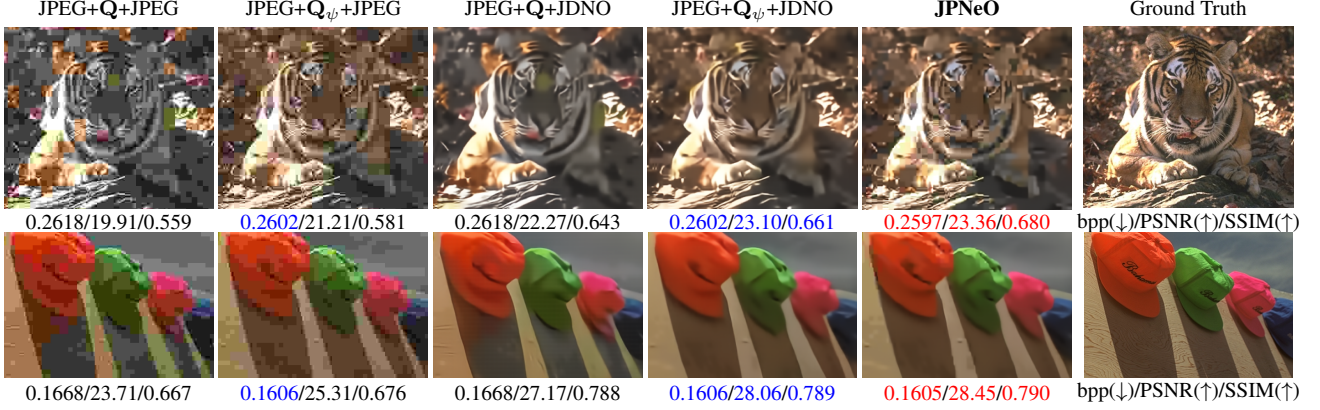 JPEG+Q+JPEG JPEG+Qψ+JPEG JPEG+Q+JDNO JPEG+Qψ+JDNO JPNeO Ground Truth
0.2618/19.91/0.559 0.2602/21.21/0.581 0.2618/22.27/0.643 0.2602/23.10/0.661 0.2597/23.36/0.680 bpp(↓)/PSNR(↑)/SSIM(↑)
0.1668/23.71/0.667 0.1606/25.31/0.676 0.1668/27.17/0.788 0.1606/28.06/0.789 0.1605/28.45/0.790 bpp(↓)/PSNR(↑)/SSIM(↑)